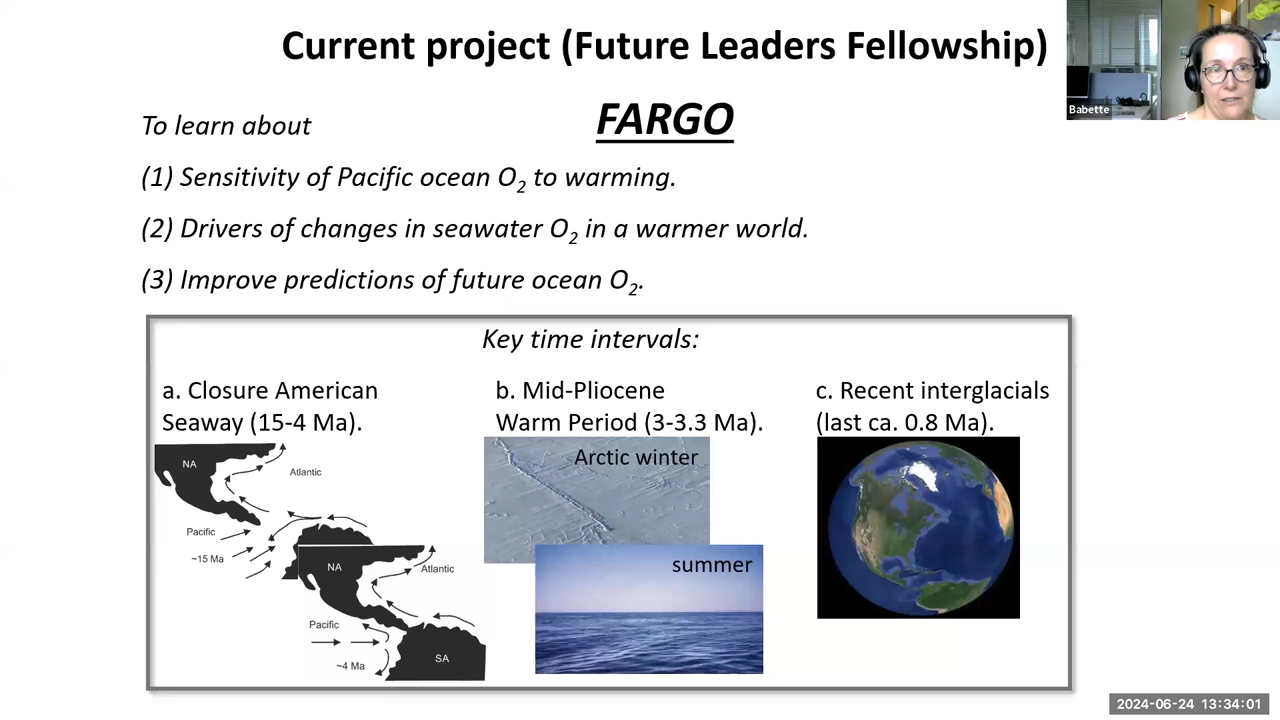 Current project (Future Leaders Fellowship)
Babette
To learn about
FARGO
(1) Sensitivity of Pacific ocean O₂ to warming.
(2) Drivers of changes in seawater O₂ in a warmer world.
(3) Improve predictions of future ocean O₂.
Key time intervals:
a. Closure American
Seaway (15-4 Ma).
NA
Atlantic
Pacific
~15 Ma
NA
Atlantic
Pacific
~4 Ma
SA
b. Mid-Pliocene
Warm Period (3-3.3 Ma).
Arctic winter
summer
c. Recent interglacials
(last ca. 0.8 Ma).
2024-06-24 13:34:01